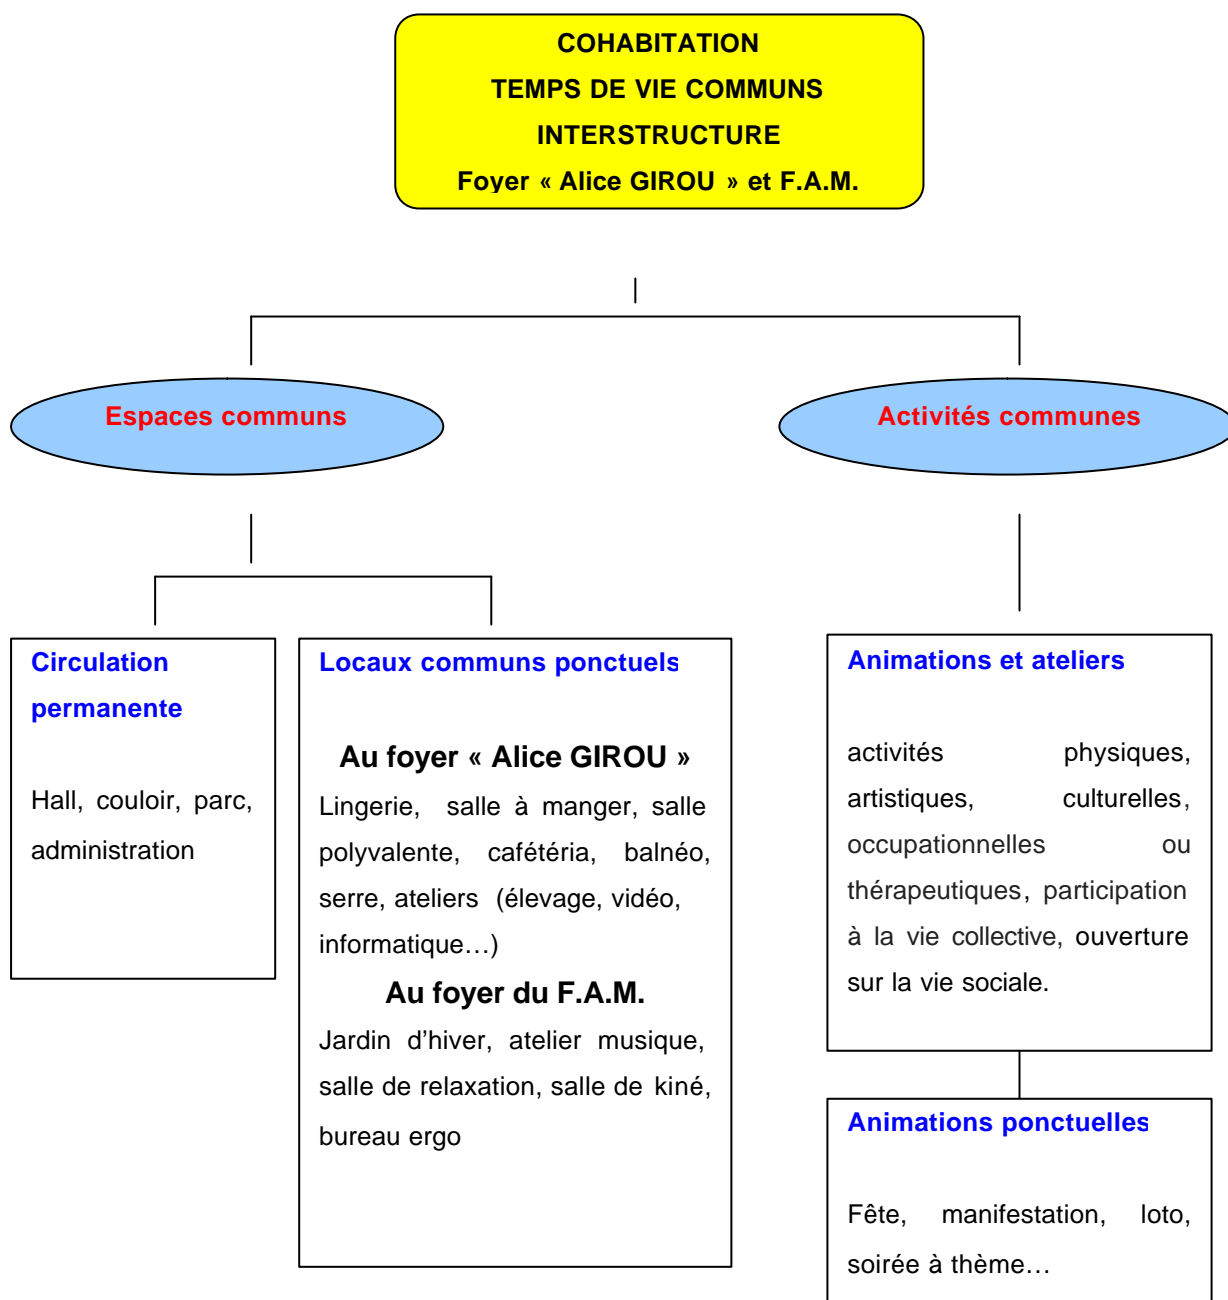 COHABITATION
TEMPS DE VIE COMMUNS
INTERSTRUCTURE
Foyer « Alice GIROU » et F.A.M.
Espaces communs
Activités communes
Circulation
permanente
Hall, couloir, parc,
administration
Locaux communs ponctuels
Au foyer « Alice GIROU »
Lingerie, salle à manger, salle
polyvalente, cafétéria, balnéo,
serre, ateliers (élevage, vidéo,
informatique…)
Au foyer du F.A.M.
Jardin d’hiver, atelier musique,
salle de relaxation, salle de kiné,
bureau ergo
Animations et ateliers
activités physiques,
artistiques, culturelles,
occupationnelles ou
thérapeutiques, participation
à la vie collective, ouverture
sur la vie sociale.
Animations ponctuelles
Fête, manifestation, loto,
soirée à thème…